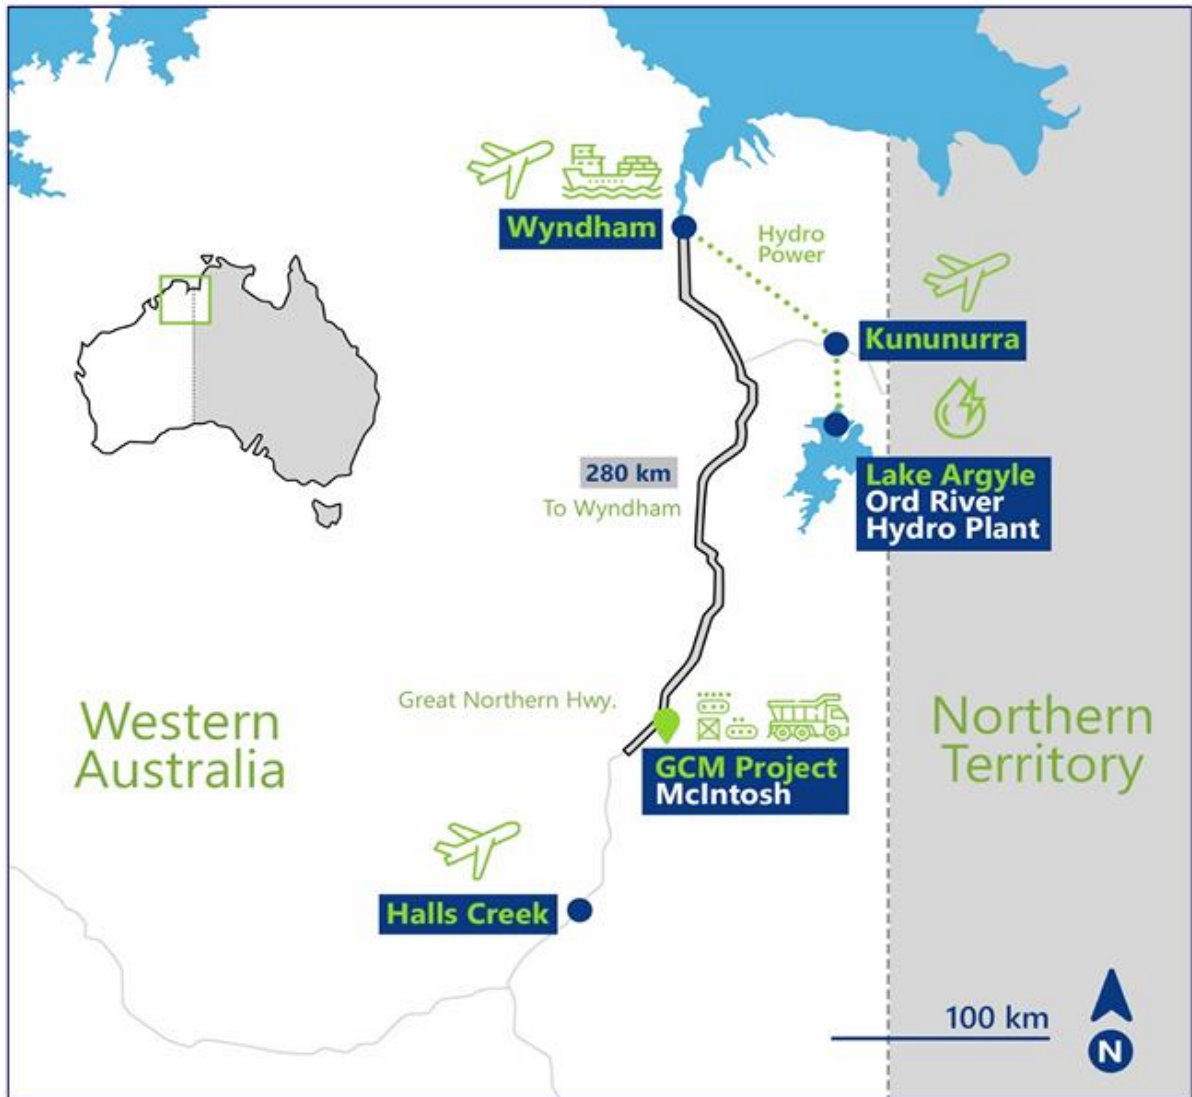 Wyndham
Hydro
Power
Kununurra
280 km
To Wyndham
Lake Argyle
Ord River
Hydro Plant
Great Northern Hwy.
Western
Australia
GCM Project
McIntosh
Northern
Territory
Halls Creek
100 km
N